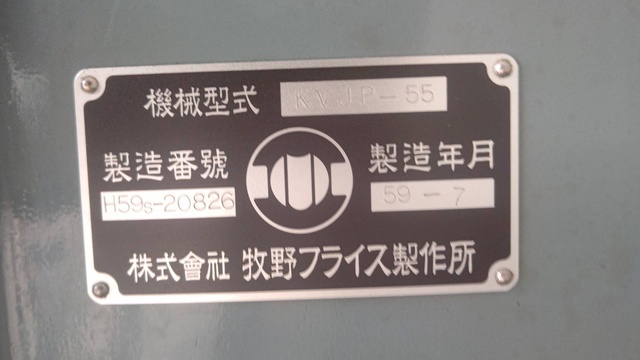 機械型式 KVJP-55
製造番號 製造年月
H59s-20826 59-7
株式會社 牧野フライス製作所